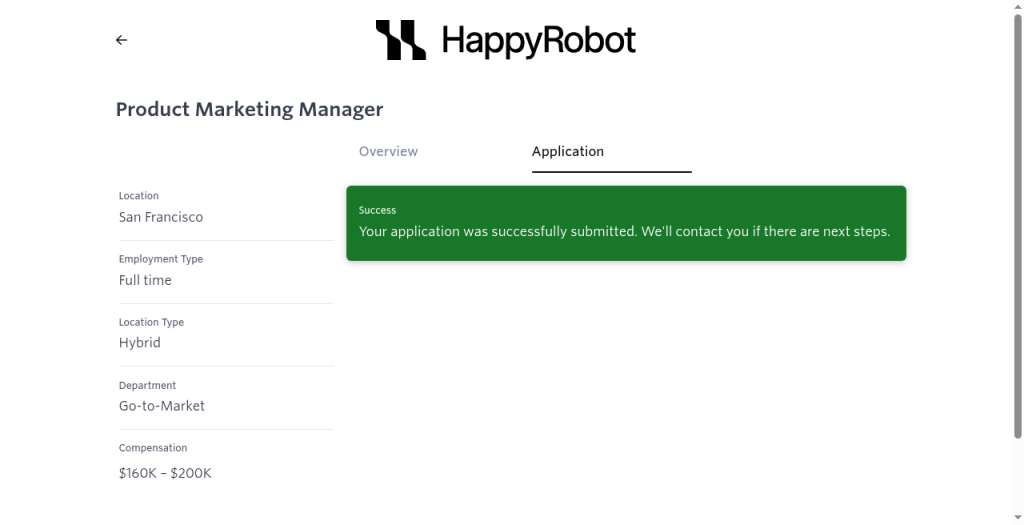 ←
HappyRobot
Product Marketing Manager
Overview
Application
Location
San Francisco
Employment Type
Full time
Location Type
Hybrid
Department
Go-to-Market
Compensation
$160K – $200K
Success
Your application was successfully submitted. We'll contact you if there are next steps.